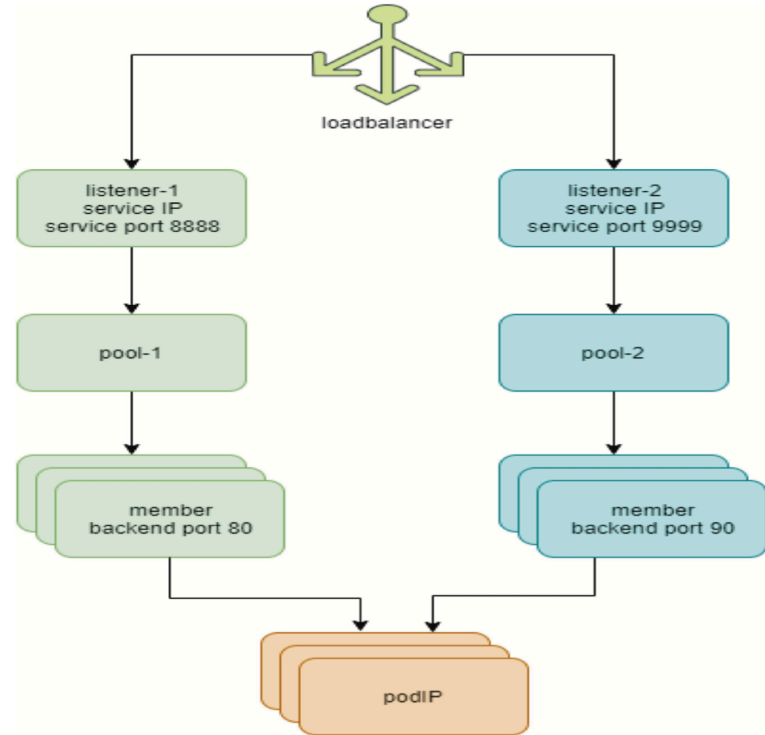 loadbalancer
listener-1
service IP
service port 8888
listener-2
service IP
service port 9999
pool-1
pool-2
member
backend port 80
member
backend port 90
podIP